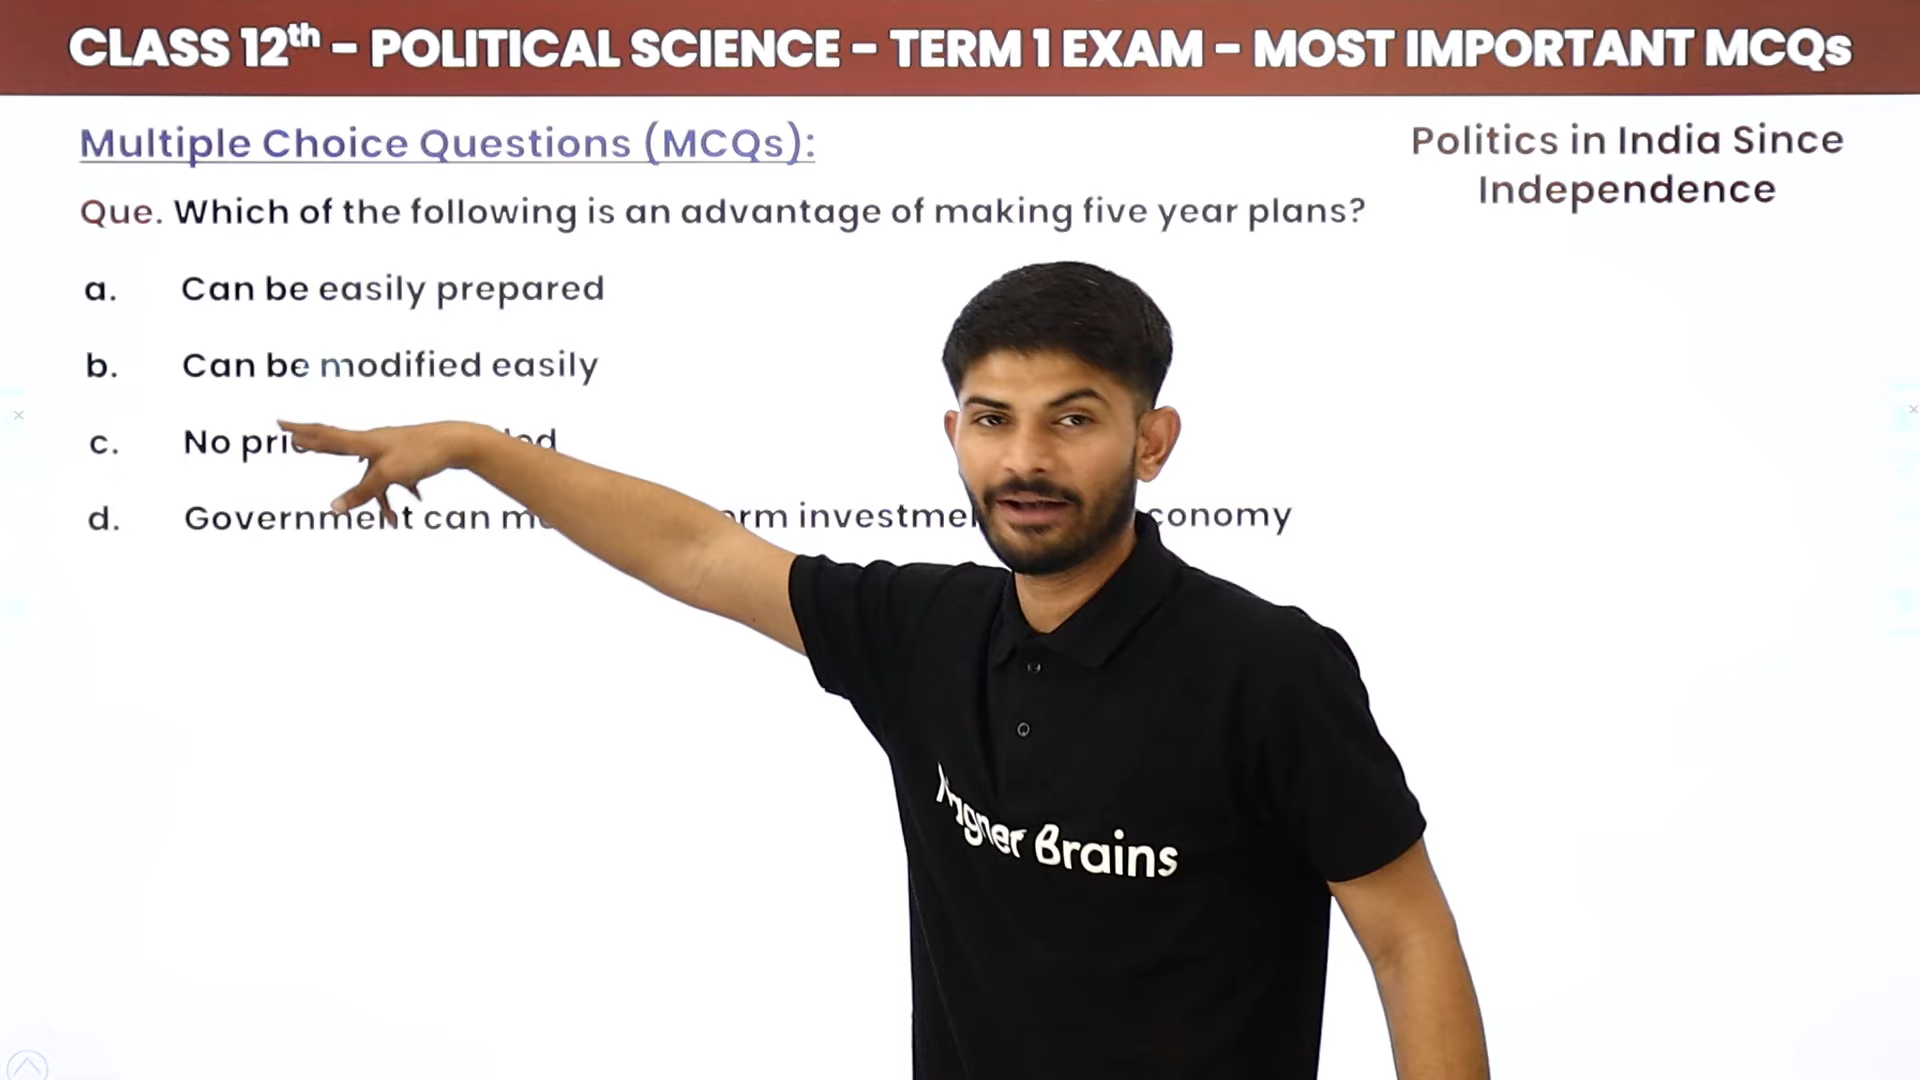 CLASS 12th – POLITICAL SCIENCE – TERM 1 EXAM – MOST IMPORTANT MCQs
Multiple Choice Questions (MCQs):
Politics in India Since
Independence
Que. Which of the following is an advantage of making five year plans?
a. Can be easily prepared
b. Can be modified easily
c. No
d. Government can term
Brains